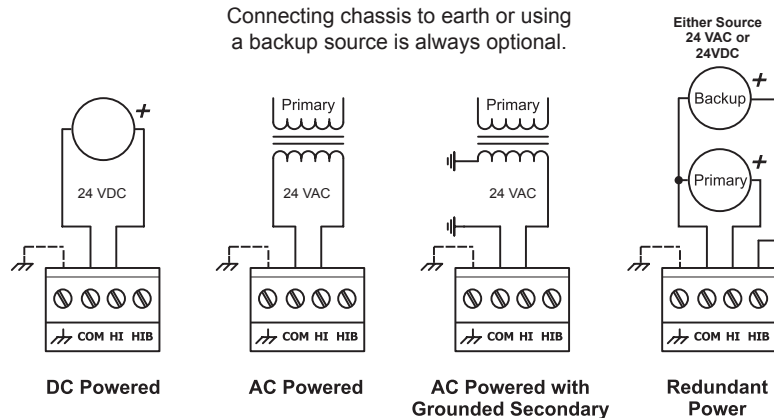 Connecting chassis to earth or using
a backup source is always optional.
Either Source
24 VAC or
24VDC
+
24 VDC
COM HI HIB
DC Powered
Primary
24 VAC
COM HI HIB
AC Powered
Primary
24 VAC
COM HI HIB
AC Powered with
Grounded Secondary
Backup
+
Primary
+
COM HI HIB
Redundant
Power